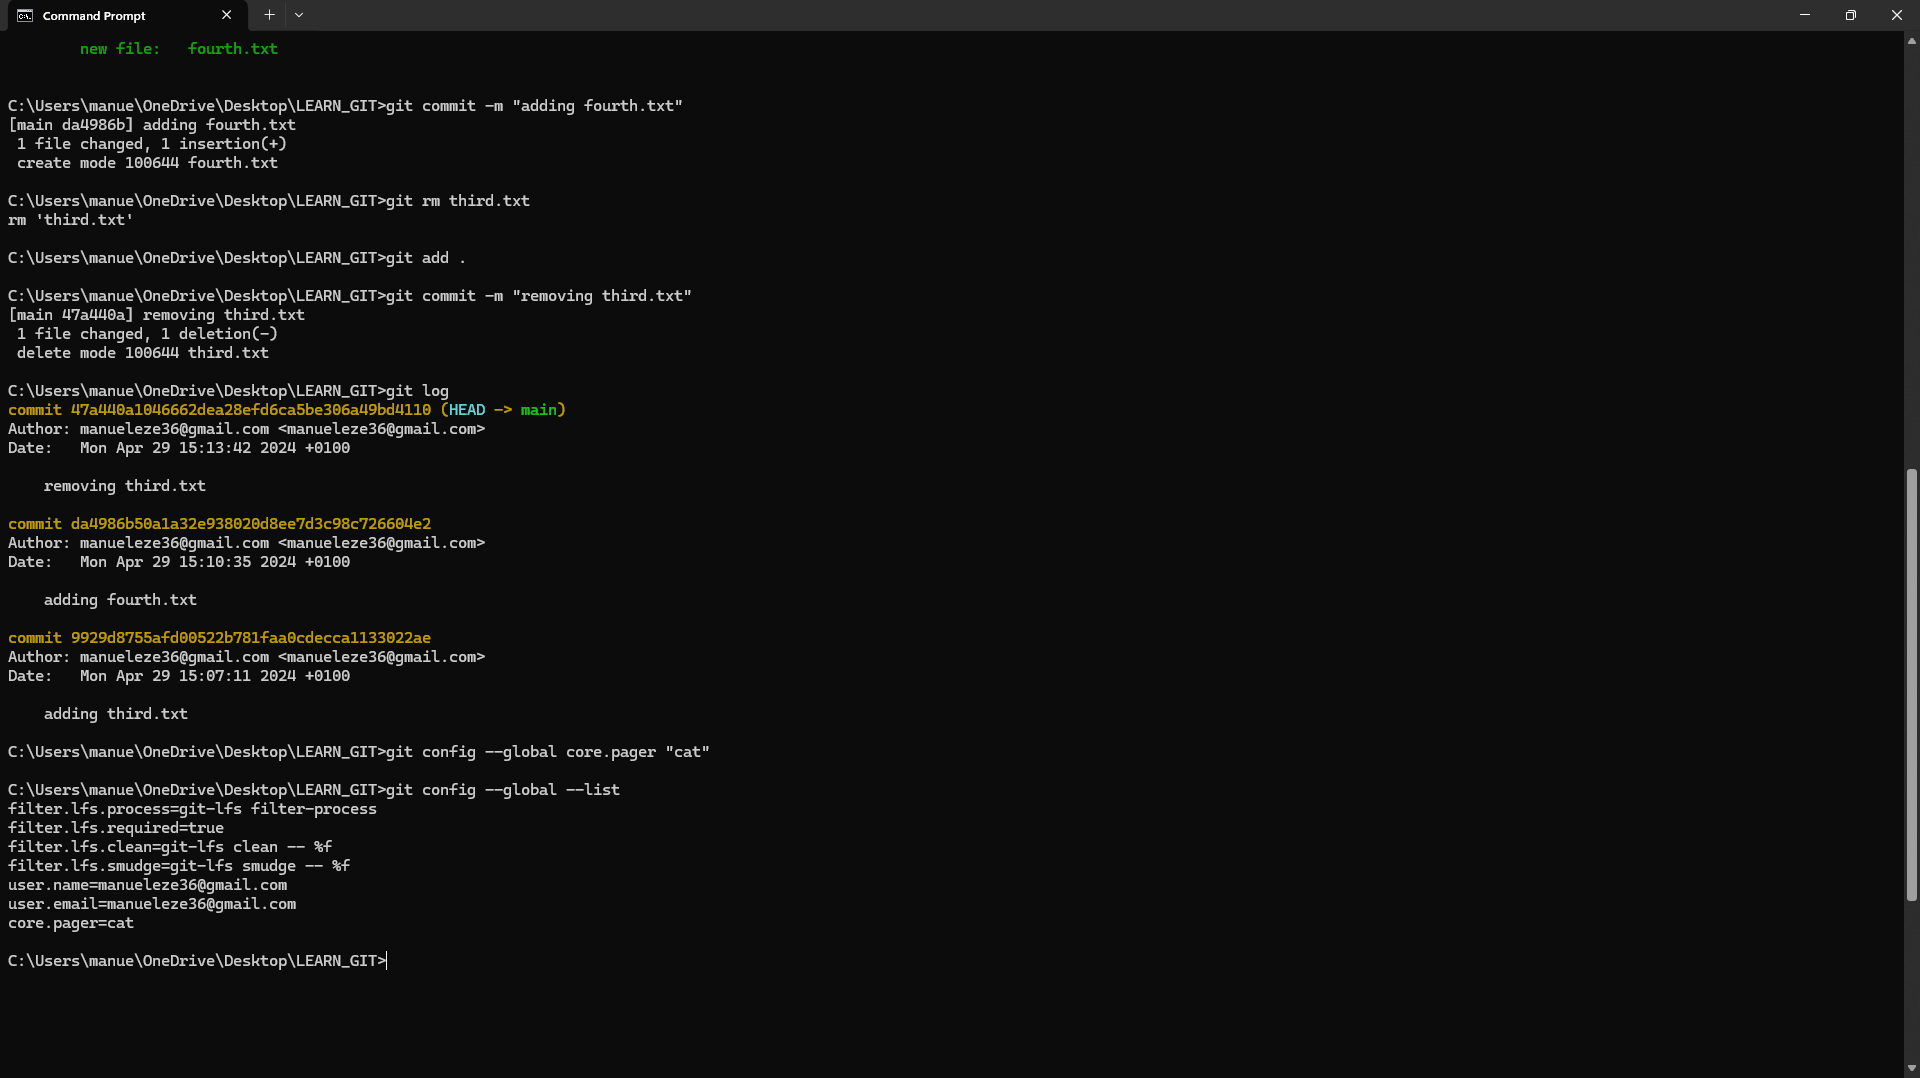 Command Prompt
new file:   fourth.txt
C:\Users\manue\OneDrive\Desktop\LEARN_GIT>git commit -m "adding fourth.txt"
[main da4986b] adding fourth.txt
 1 file changed, 1 insertion(+)
 create mode 100644 fourth.txt
C:\Users\manue\OneDrive\Desktop\LEARN_GIT>git rm third.txt
rm 'third.txt'
C:\Users\manue\OneDrive\Desktop\LEARN_GIT>git add .
C:\Users\manue\OneDrive\Desktop\LEARN_GIT>git commit -m "removing third.txt"
[main 47a440a] removing third.txt
 1 file changed, 1 deletion(-)
 delete mode 100644 third.txt
C:\Users\manue\OneDrive\Desktop\LEARN_GIT>git log
commit 47a440a1046662dea28efd6ca5be306a49bd4110 (HEAD -> main)
Author: manueleze36@gmail.com <manueleze36@gmail.com>
Date:   Mon Apr 29 15:13:42 2024 +0100
    removing third.txt
commit da4986b50a1a32e938020d8ee7d3c98c726604e2
Author: manueleze36@gmail.com <manueleze36@gmail.com>
Date:   Mon Apr 29 15:10:35 2024 +0100
    adding fourth.txt
commit 9929d8755afd00522b781faa0cdecca1133022ae
Author: manueleze36@gmail.com <manueleze36@gmail.com>
Date:   Mon Apr 29 15:07:11 2024 +0100
    adding third.txt
C:\Users\manue\OneDrive\Desktop\LEARN_GIT>git config --global core.pager "cat"
C:\Users\manue\OneDrive\Desktop\LEARN_GIT>git config --global --list
filter.lfs.process=git-lfs filter-process
filter.lfs.required=true
filter.lfs.clean=git-lfs clean -- %f
filter.lfs.smudge=git-lfs smudge -- %f
user.name=manueleze36@gmail.com
user.email=manueleze36@gmail.com
core.pager=cat
C:\Users\manue\OneDrive\Desktop\LEARN_GIT>